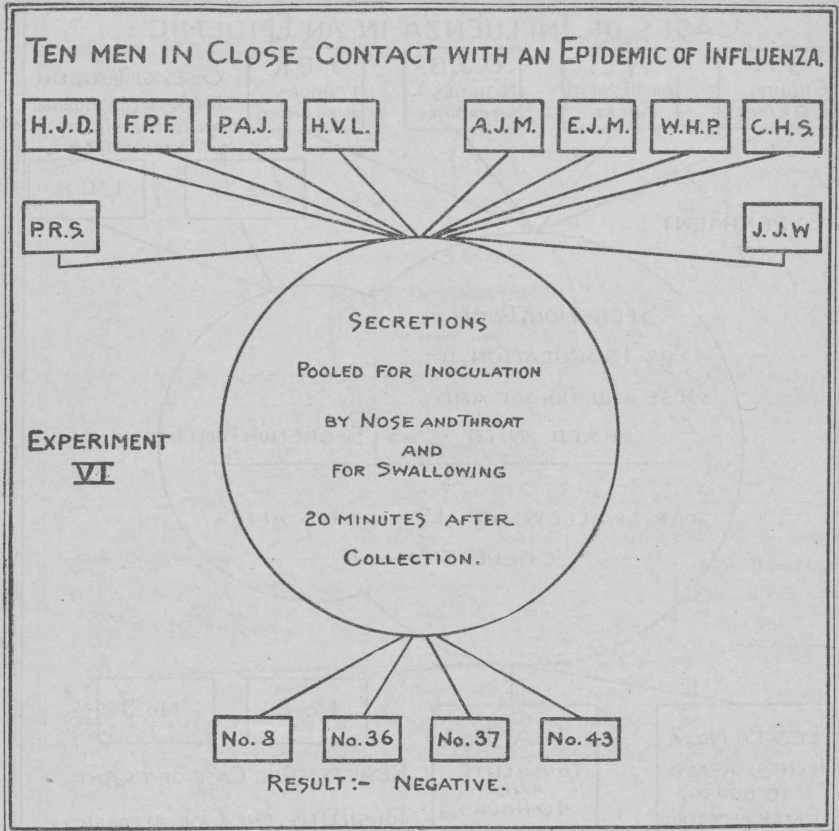 TEN MEN IN CLOSE CONTACT WITH AN EPIDEMIC OF INFLUENZA.
H.J.D. F.P.F. P.A.J. H.V.L. A.J.M. E.J.M. W.H.P. C.H.S.
P.R.S. J.J.W
SECRETIONS
POOLED FOR INOCULATION
BY NOSE AND THROAT
AND
FOR SWALLOWING
20 MINUTES AFTER
COLLECTION.
EXPERIMENT
VI
No. 8 No. 36 No. 37 No. 43
RESULT:- NEGATIVE.